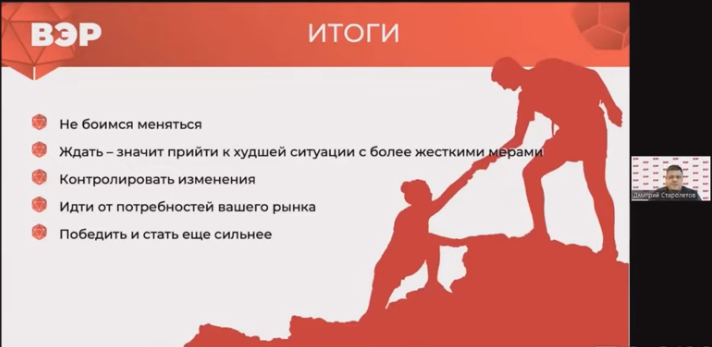 ВЭР
ИТОГИ
Не боимся меняться
Ждать – значит прийти к худшей ситуации с более жесткими мерами
Контролировать изменения
Идти от потребностей вашего рынка
Победить и стать еще сильнее
Дмитрий Старолетов